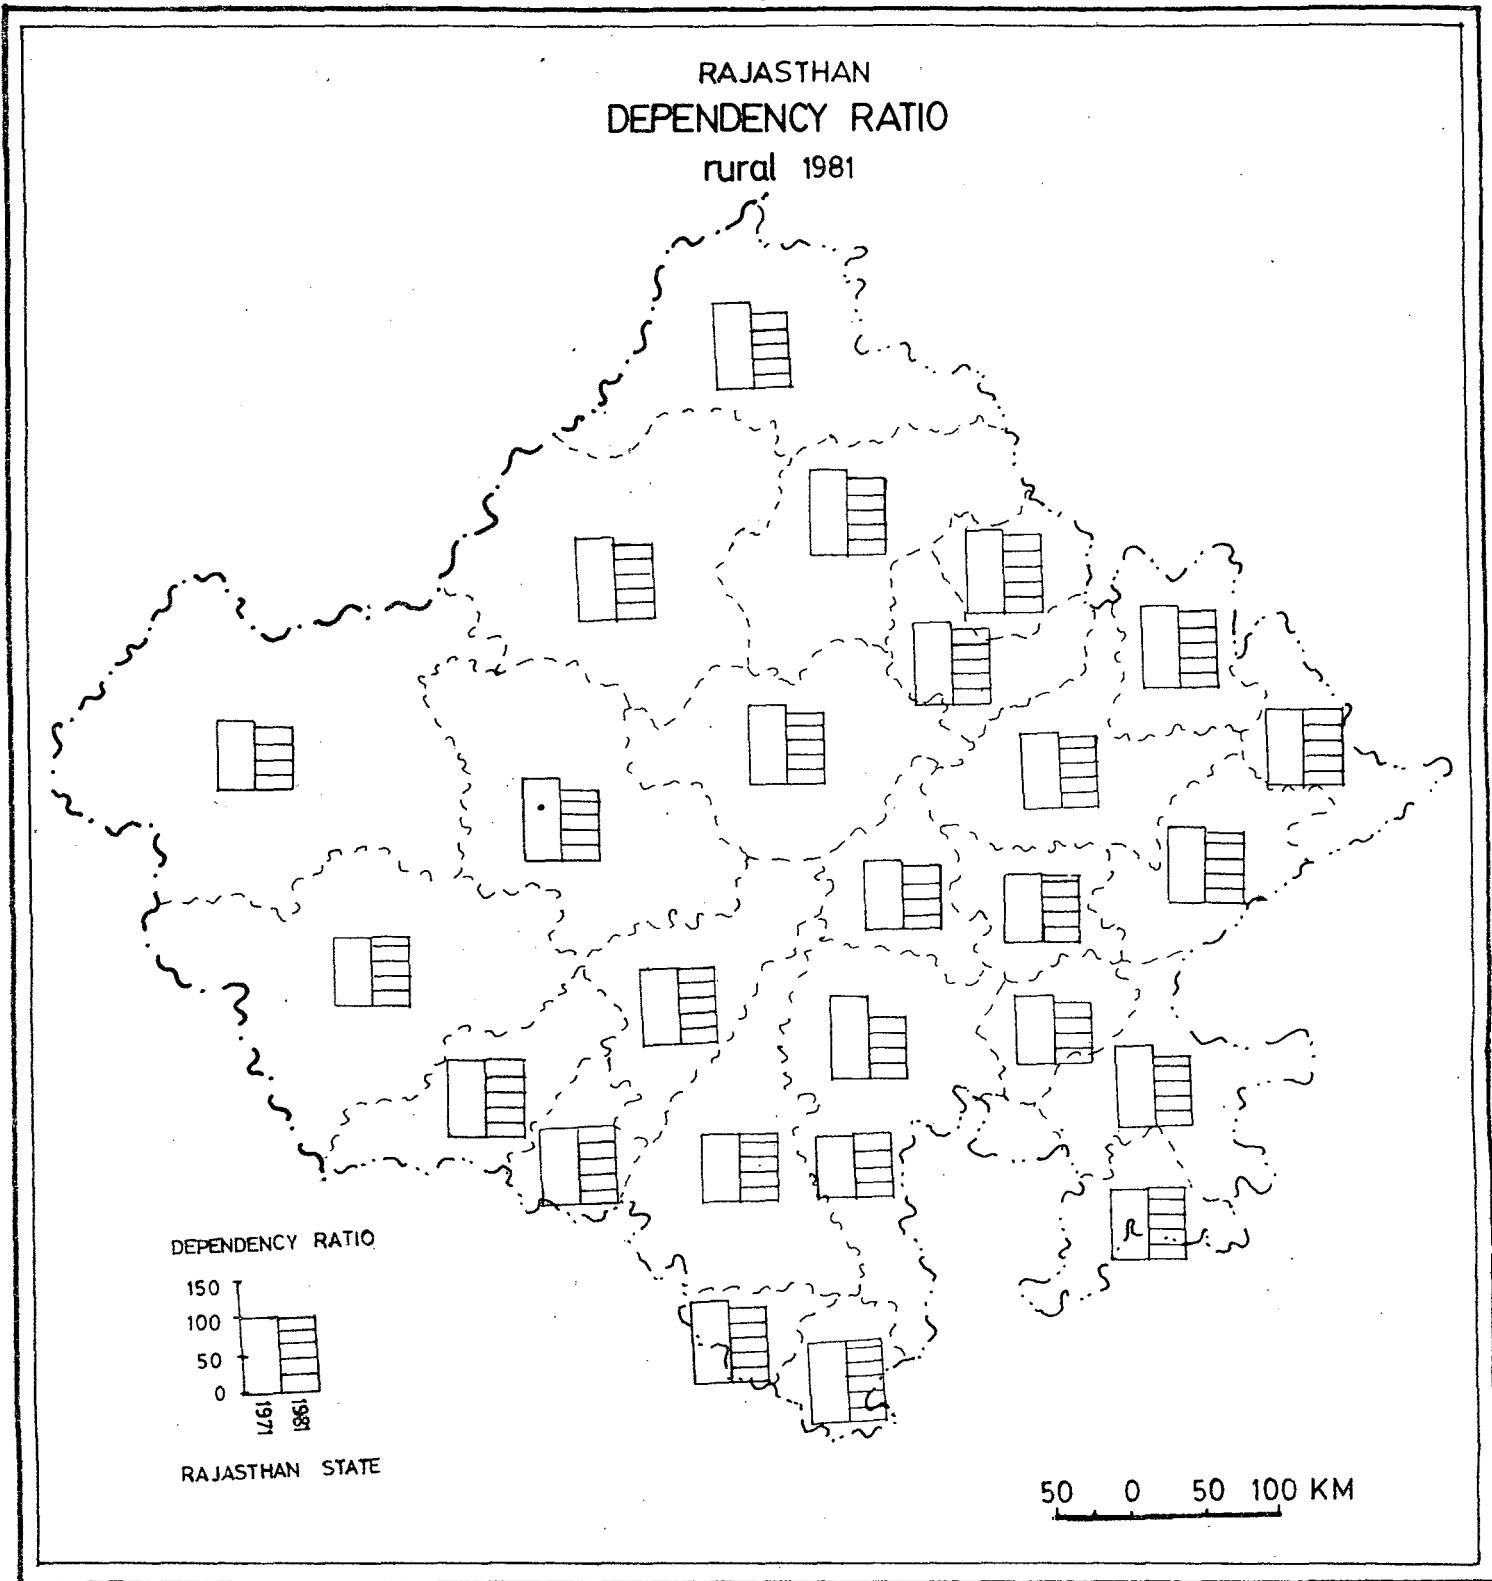 RAJASTHAN
DEPENDENCY RATIO
rural 1981
DEPENDENCY RATIO
150
100
50
0
1971 1981
RAJASTHAN STATE
50 0 50 100 KM